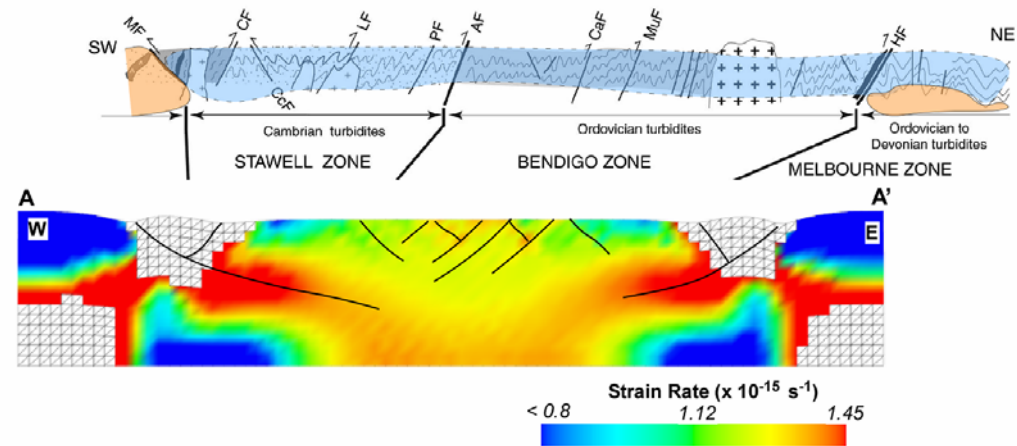 MF CF LF PF AF CaF MuF HF
SW NE
CcF
Cambrian turbidites Ordovician turbidites Ordovician to
Devonian turbidites
STAWELL ZONE BENDIGO ZONE MELBOURNE ZONE
A A’
W E
Strain Rate (x 10⁻¹⁵ s⁻¹)
< 0.8 1.12 1.45